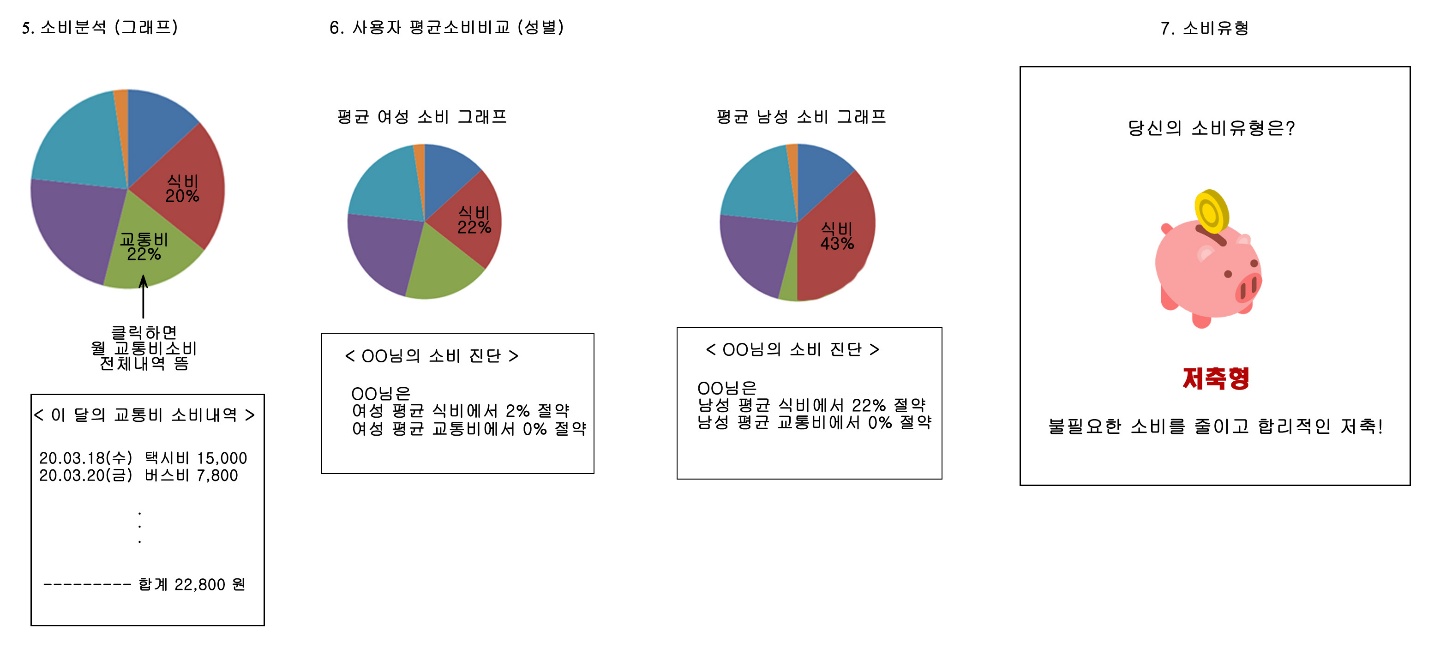 5. 소비분석 (그래프)
식비
20%
교통비
22%
클릭하면
월 교통비소비
전체내역 뜸
< 이 달의 교통비 소비내역 >
20.03.18(수) 택시비 15,000
20.03.20(금) 버스비 7,800
.
.
.
--------- 합계 22,800 원
6. 사용자 평균소비비교 (성별)
평균 여성 소비 그래프
식비
22%
< OO님의 소비 진단 >
OO님은
여성 평균 식비에서 2% 절약
여성 평균 교통비에서 0% 절약
평균 남성 소비 그래프
식비
43%
< OO님의 소비 진단 >
OO님은
남성 평균 식비에서 22% 절약
남성 평균 교통비에서 0% 절약
7. 소비유형
당신의 소비유형은?
저축형
불필요한 소비를 줄이고 합리적인 저축!